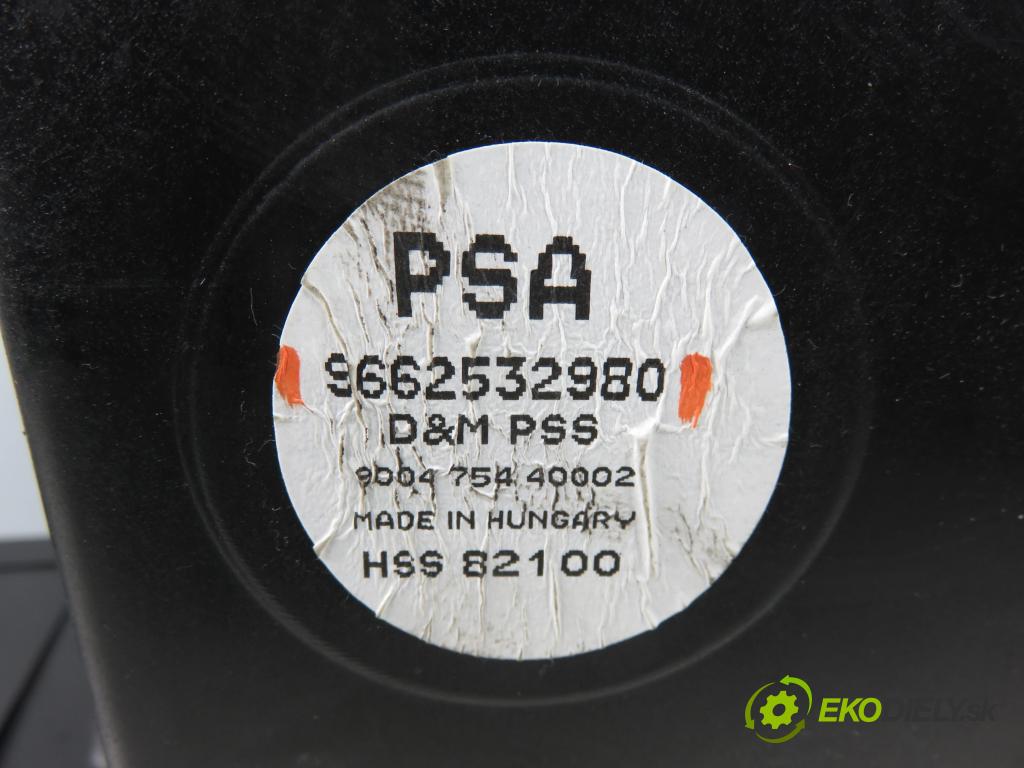 PSA
9662532980
D&M PSS
9004 754 40002
MADE IN HUNGARY
HSS 82100
EKODIELY.sk